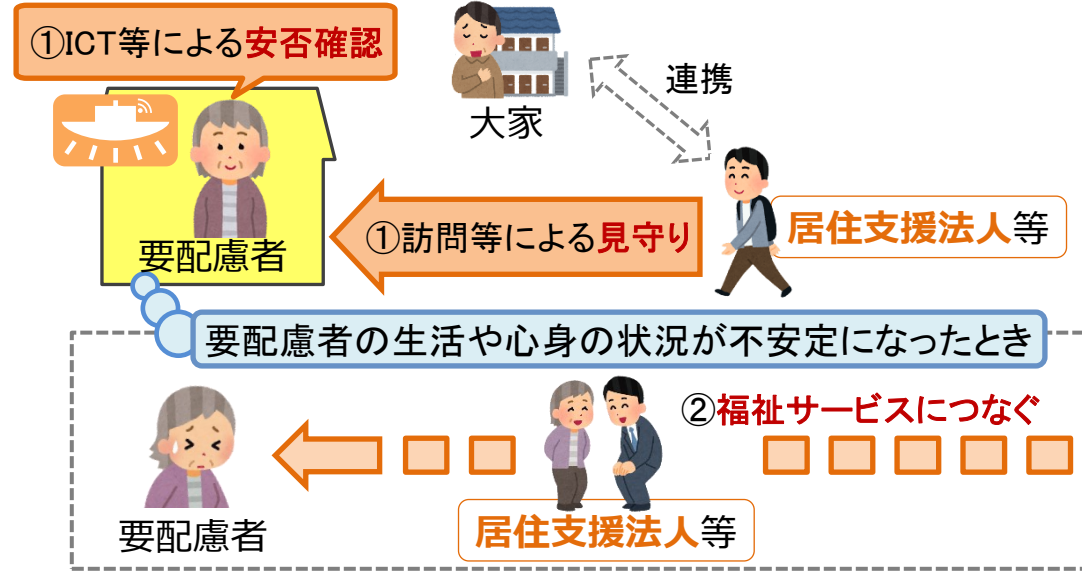 ①ICT等による安否確認
大家
連携
要配慮者
①訪問等による見守り
居住支援法人等
要配慮者の生活や心身の状況が不安定になったとき
②福祉サービスにつなぐ
要配慮者
居住支援法人等